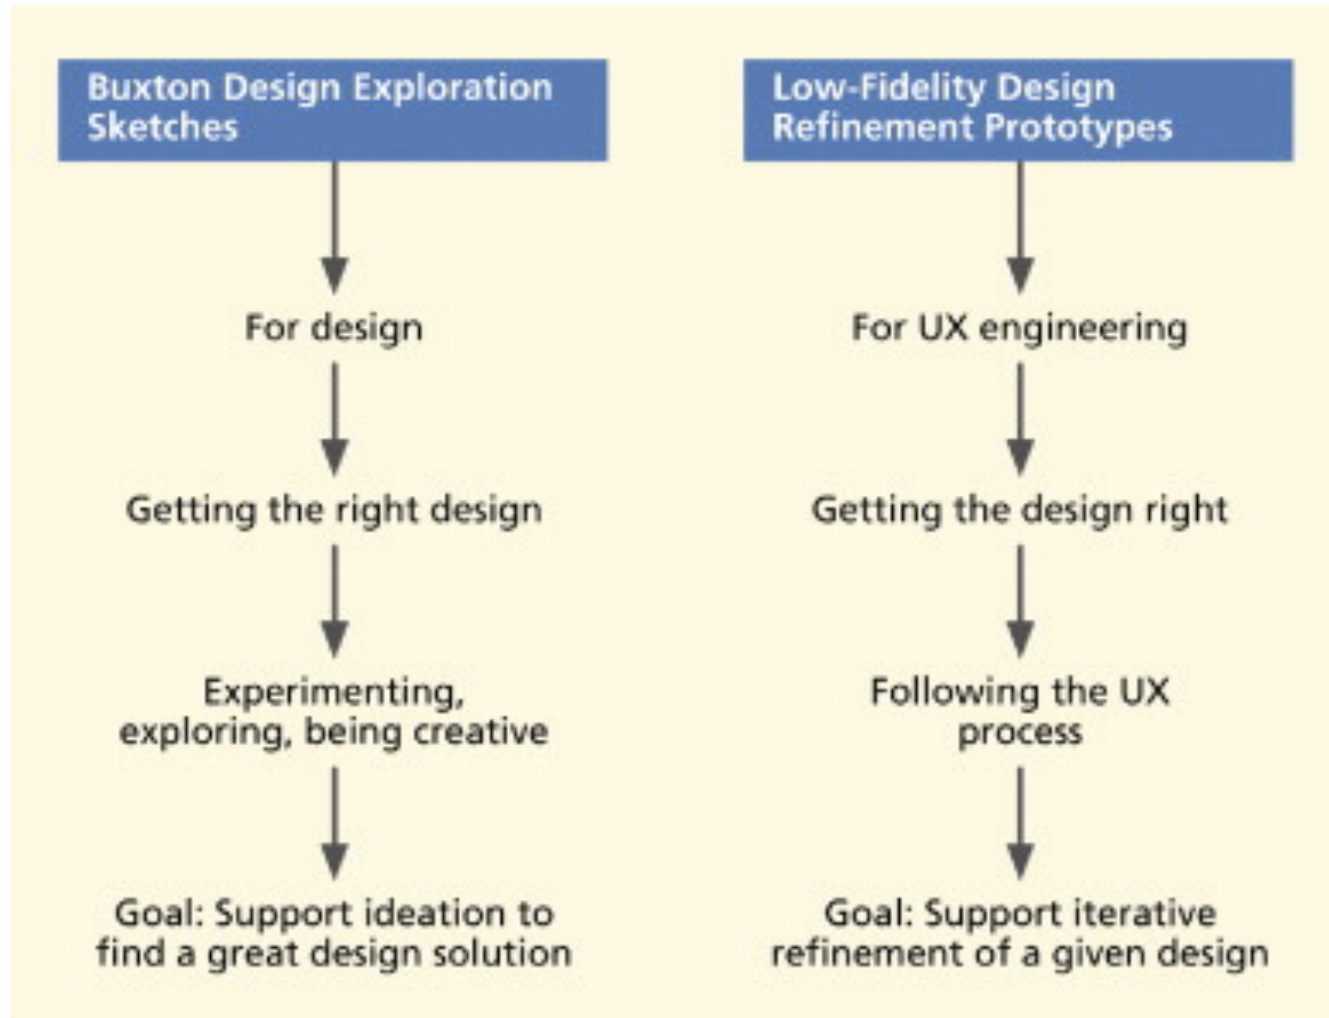 Buxton Design Exploration
Sketches
For design
Getting the right design
Experimenting,
exploring, being creative
Goal: Support ideation to
find a great design solution
Low-Fidelity Design
Refinement Prototypes
For UX engineering
Getting the design right
Following the UX
process
Goal: Support iterative
refinement of a given design